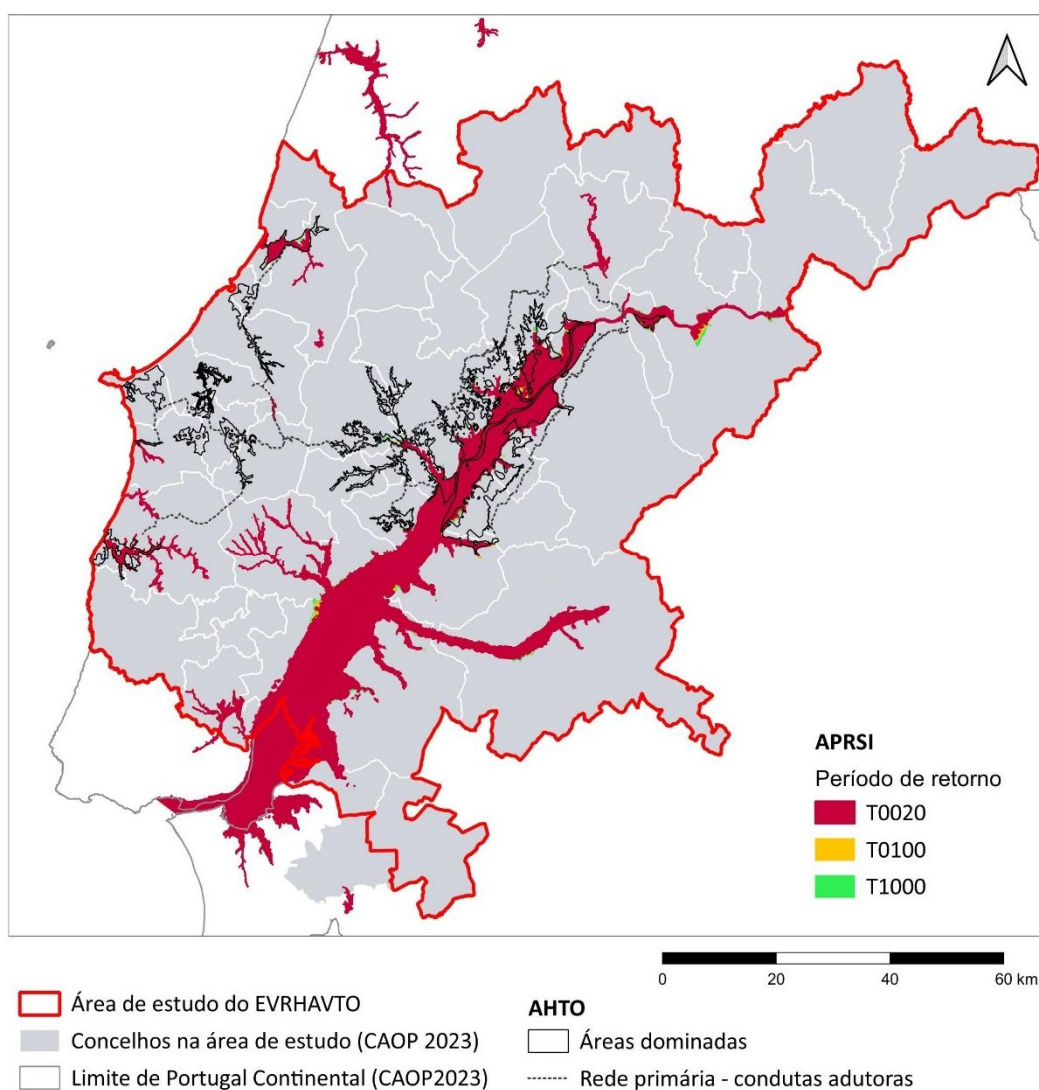 APRSI
Período de retorno
T0020
T0100
T1000
0 20 40 60 km
Área de estudo do EVRHAVTO
Concelhos na área de estudo (CAOP 2023)
Limite de Portugal Continental (CAOP2023)
AHTO
Áreas dominadas
Rede primária - condutas adutoras